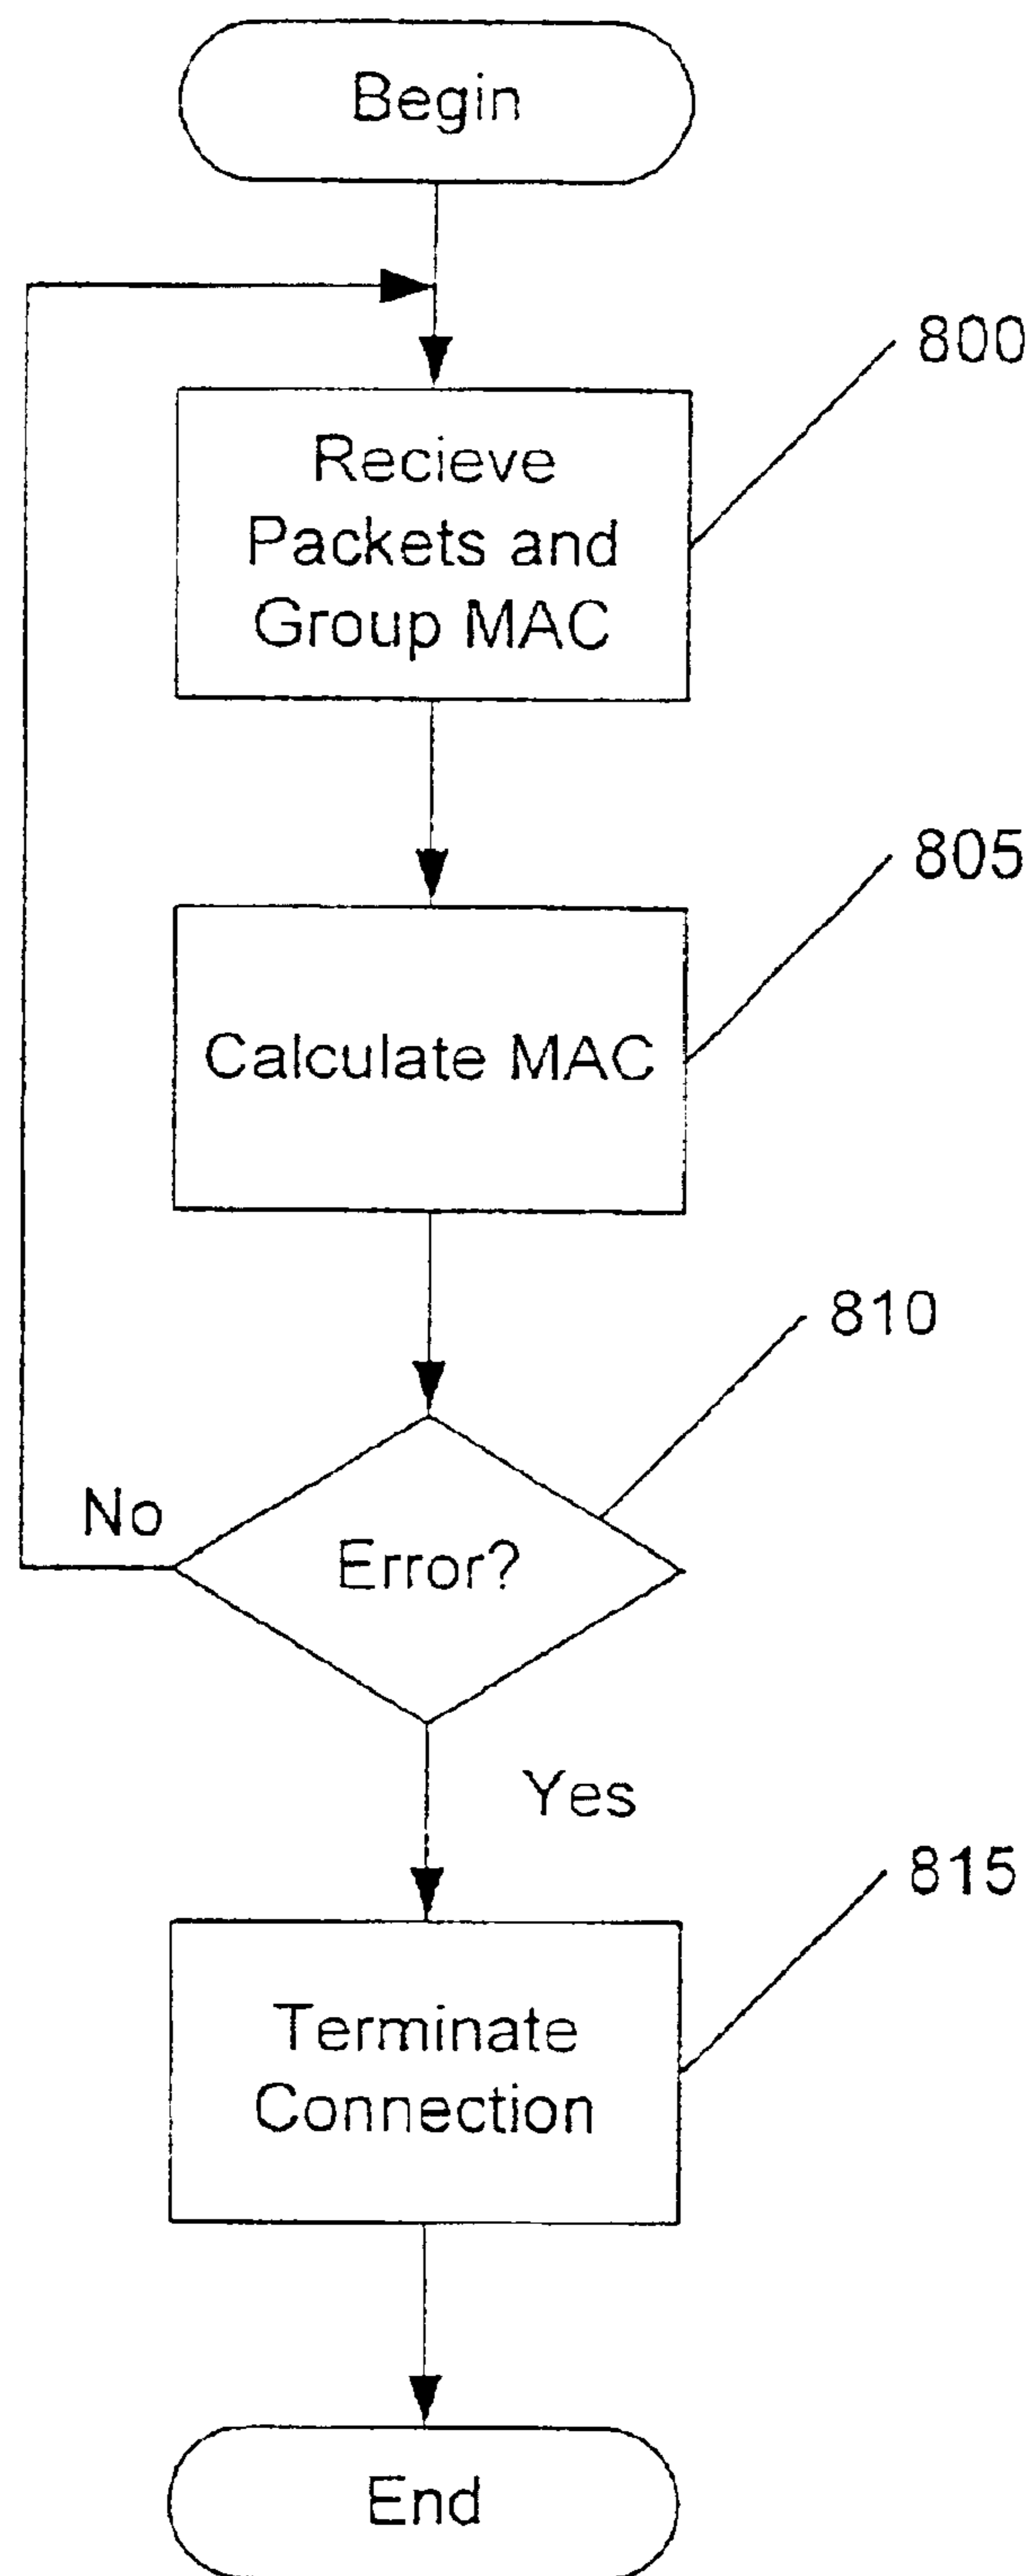 Begin
800
Recieve
Packets and
Group MAC
805
Calculate MAC
810
No
Error?
Yes
815
Terminate
Connection
End